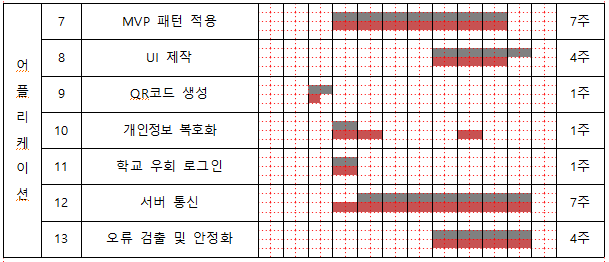 어플리케이션
7 MVP 패턴 적용 7주
8 UI 제작 4주
9 QR코드 생성 1주
10 개인정보 복호화 1주
11 학교 우회 로그인 1주
12 서버 통신 7주
13 오류 검출 및 안정화 4주